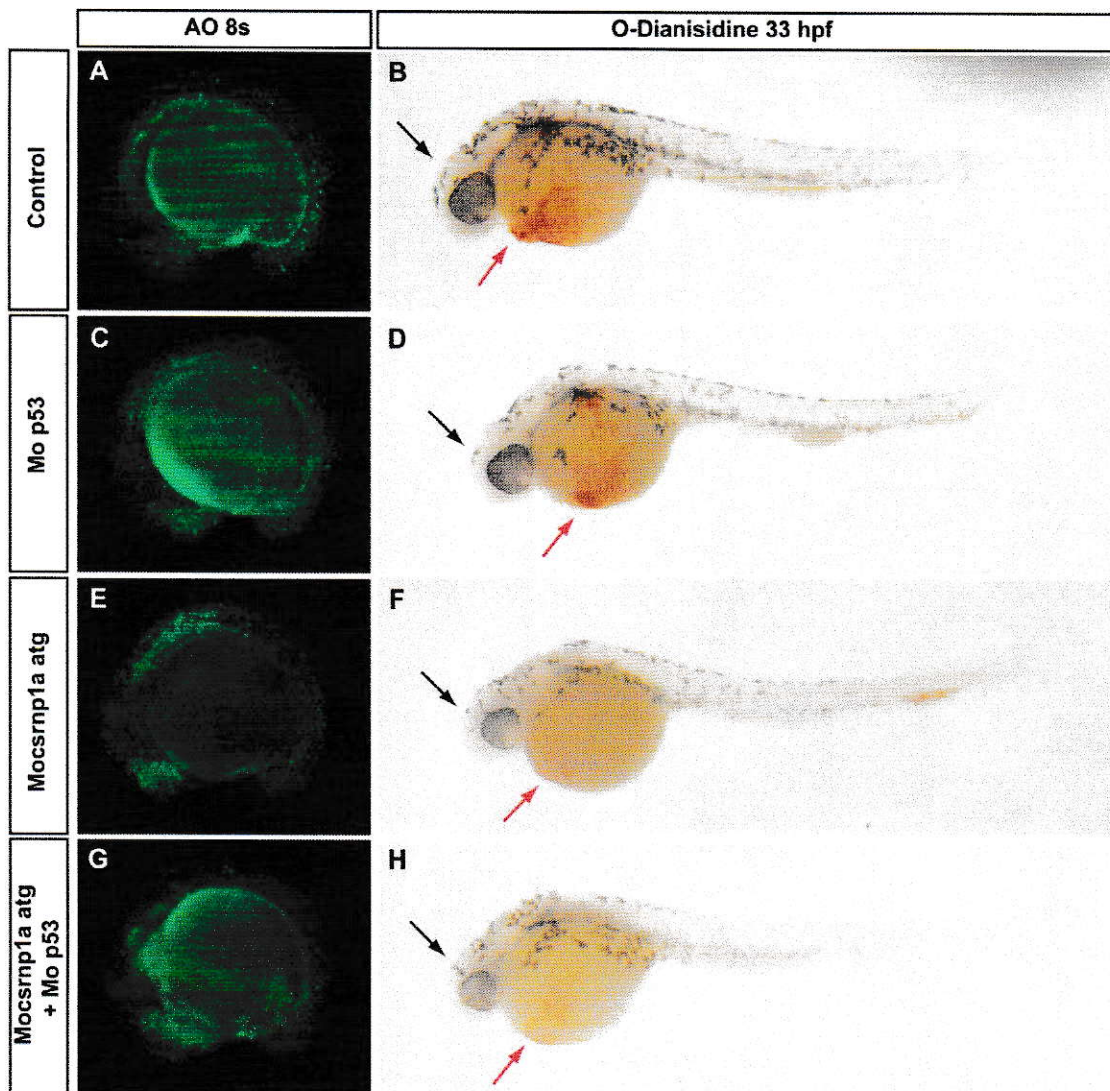 AO 8s
O-Dianisidine 33 hpf
Control
A
B
Mo p53
C
D
Mocsrnp1a atg
E
F
Mocsrnp1a atg
+ Mo p53
G
H